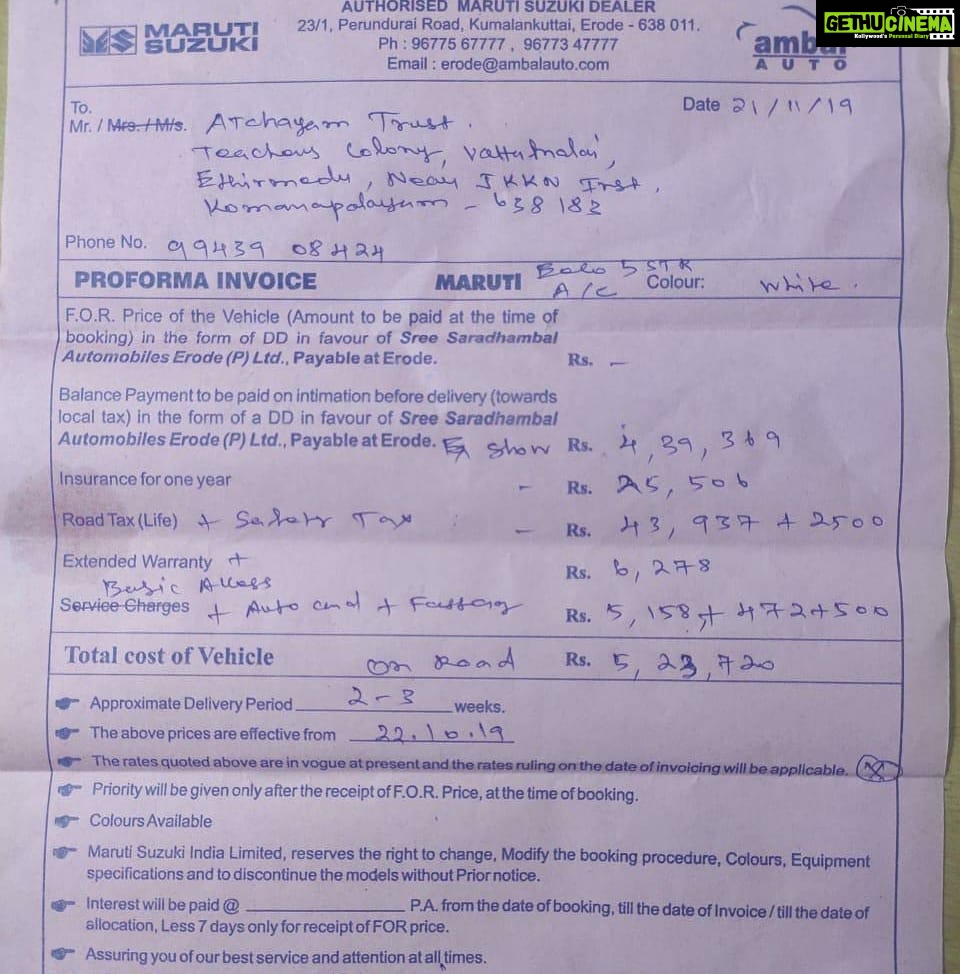 GETHUCINEMA
Kollywood's Personal Diary
AUTHORISED MARUTI SUZUKI DEALER
23/1, Perundurai Road, Kumalankuttai, Erode - 638 011.
Ph : 96775 67777 , 96773 47777
Email : erode@ambalauto.com
MARUTI
SUZUKI
ambal
AUTO
To. Date 21/11/19
Mr. / Mrs. / M/s. Atchayam Trust.
Teachers Colony, Vattamalai,
Ethirmedu, Near JKKN Inst,
Komarapalayam - 638 183
Phone No. 99439 08424
PROFORMA INVOICE MARUTI Eeco 5 STR A/C Colour: White.
F.O.R. Price of the Vehicle (Amount to be paid at the time of
booking) in the form of DD in favour of Sree Saradhambal
Automobiles Erode (P) Ltd., Payable at Erode. Rs. –
Balance Payment to be paid on intimation before delivery (towards
local tax) in the form of a DD in favour of Sree Saradhambal
Automobiles Erode (P) Ltd., Payable at Erode. Ex Show Rs. 4,39,369
Insurance for one year – Rs. 25,506
Road Tax (Life) + Safety Tax – Rs. 43,937 + 2500
Extended Warranty + Rs. 6,278
Basic Access
Service Charges + Auto card + Fasttag Rs. 5,158 + 472+500
Total cost of Vehicle on Road Rs. 5,23,720
Approximate Delivery Period 2-3 weeks.
The above prices are effective from 22.10.19
The rates quoted above are in vogue at present and the rates ruling on the date of invoicing will be applicable.
Priority will be given only after the receipt of F.O.R. Price, at the time of booking.
Colours Available
Maruti Suzuki India Limited, reserves the right to change, Modify the booking procedure, Colours, Equipment
specifications and to discontinue the models without Prior notice.
Interest will be paid @ ____________________ P.A. from the date of booking, till the date of Invoice / till the date of
allocation, Less 7 days only for receipt of FOR price.
Assuring you of our best service and attention at all times.